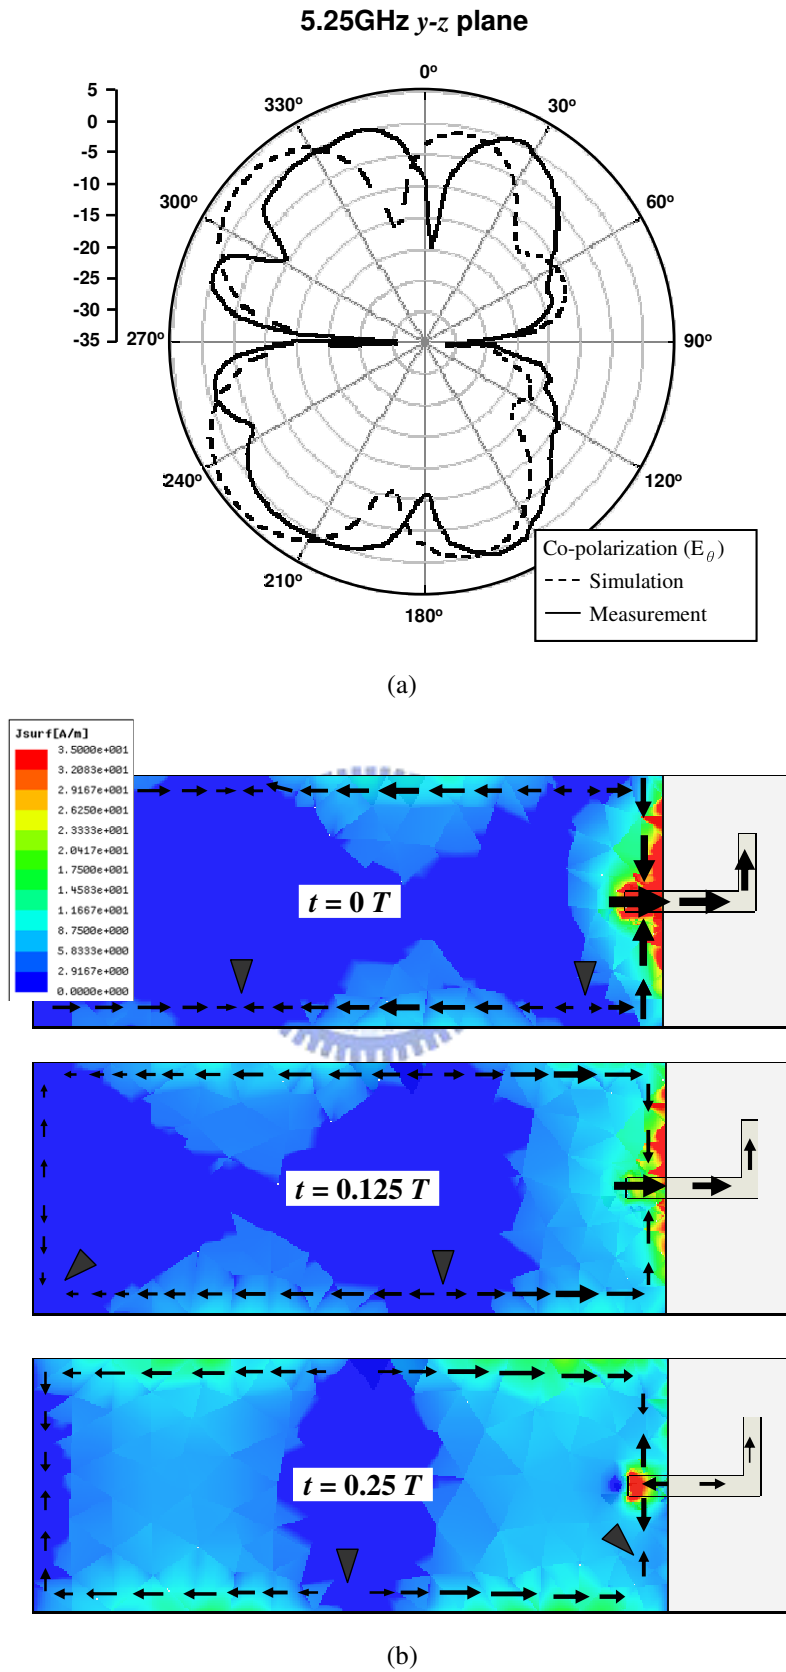 5.25GHz y-z plane
5
0
-5
-10
-15
-20
-25
-30
-35
0º
30º
60º
90º
120º
180º
210º
240º
270º
300º
330º
Co-polarization (Eθ)
Simulation
Measurement
(a)
Jsurf[A/m]
3.5000e+001
3.2083e+001
2.9167e+001
2.6250e+001
2.3333e+001
2.0417e+001
1.7500e+001
1.4583e+001
1.1667e+001
8.7500e+000
5.8333e+000
2.9167e+000
0.0000e+000
t = 0 T
t = 0.125 T
t = 0.25 T
(b)